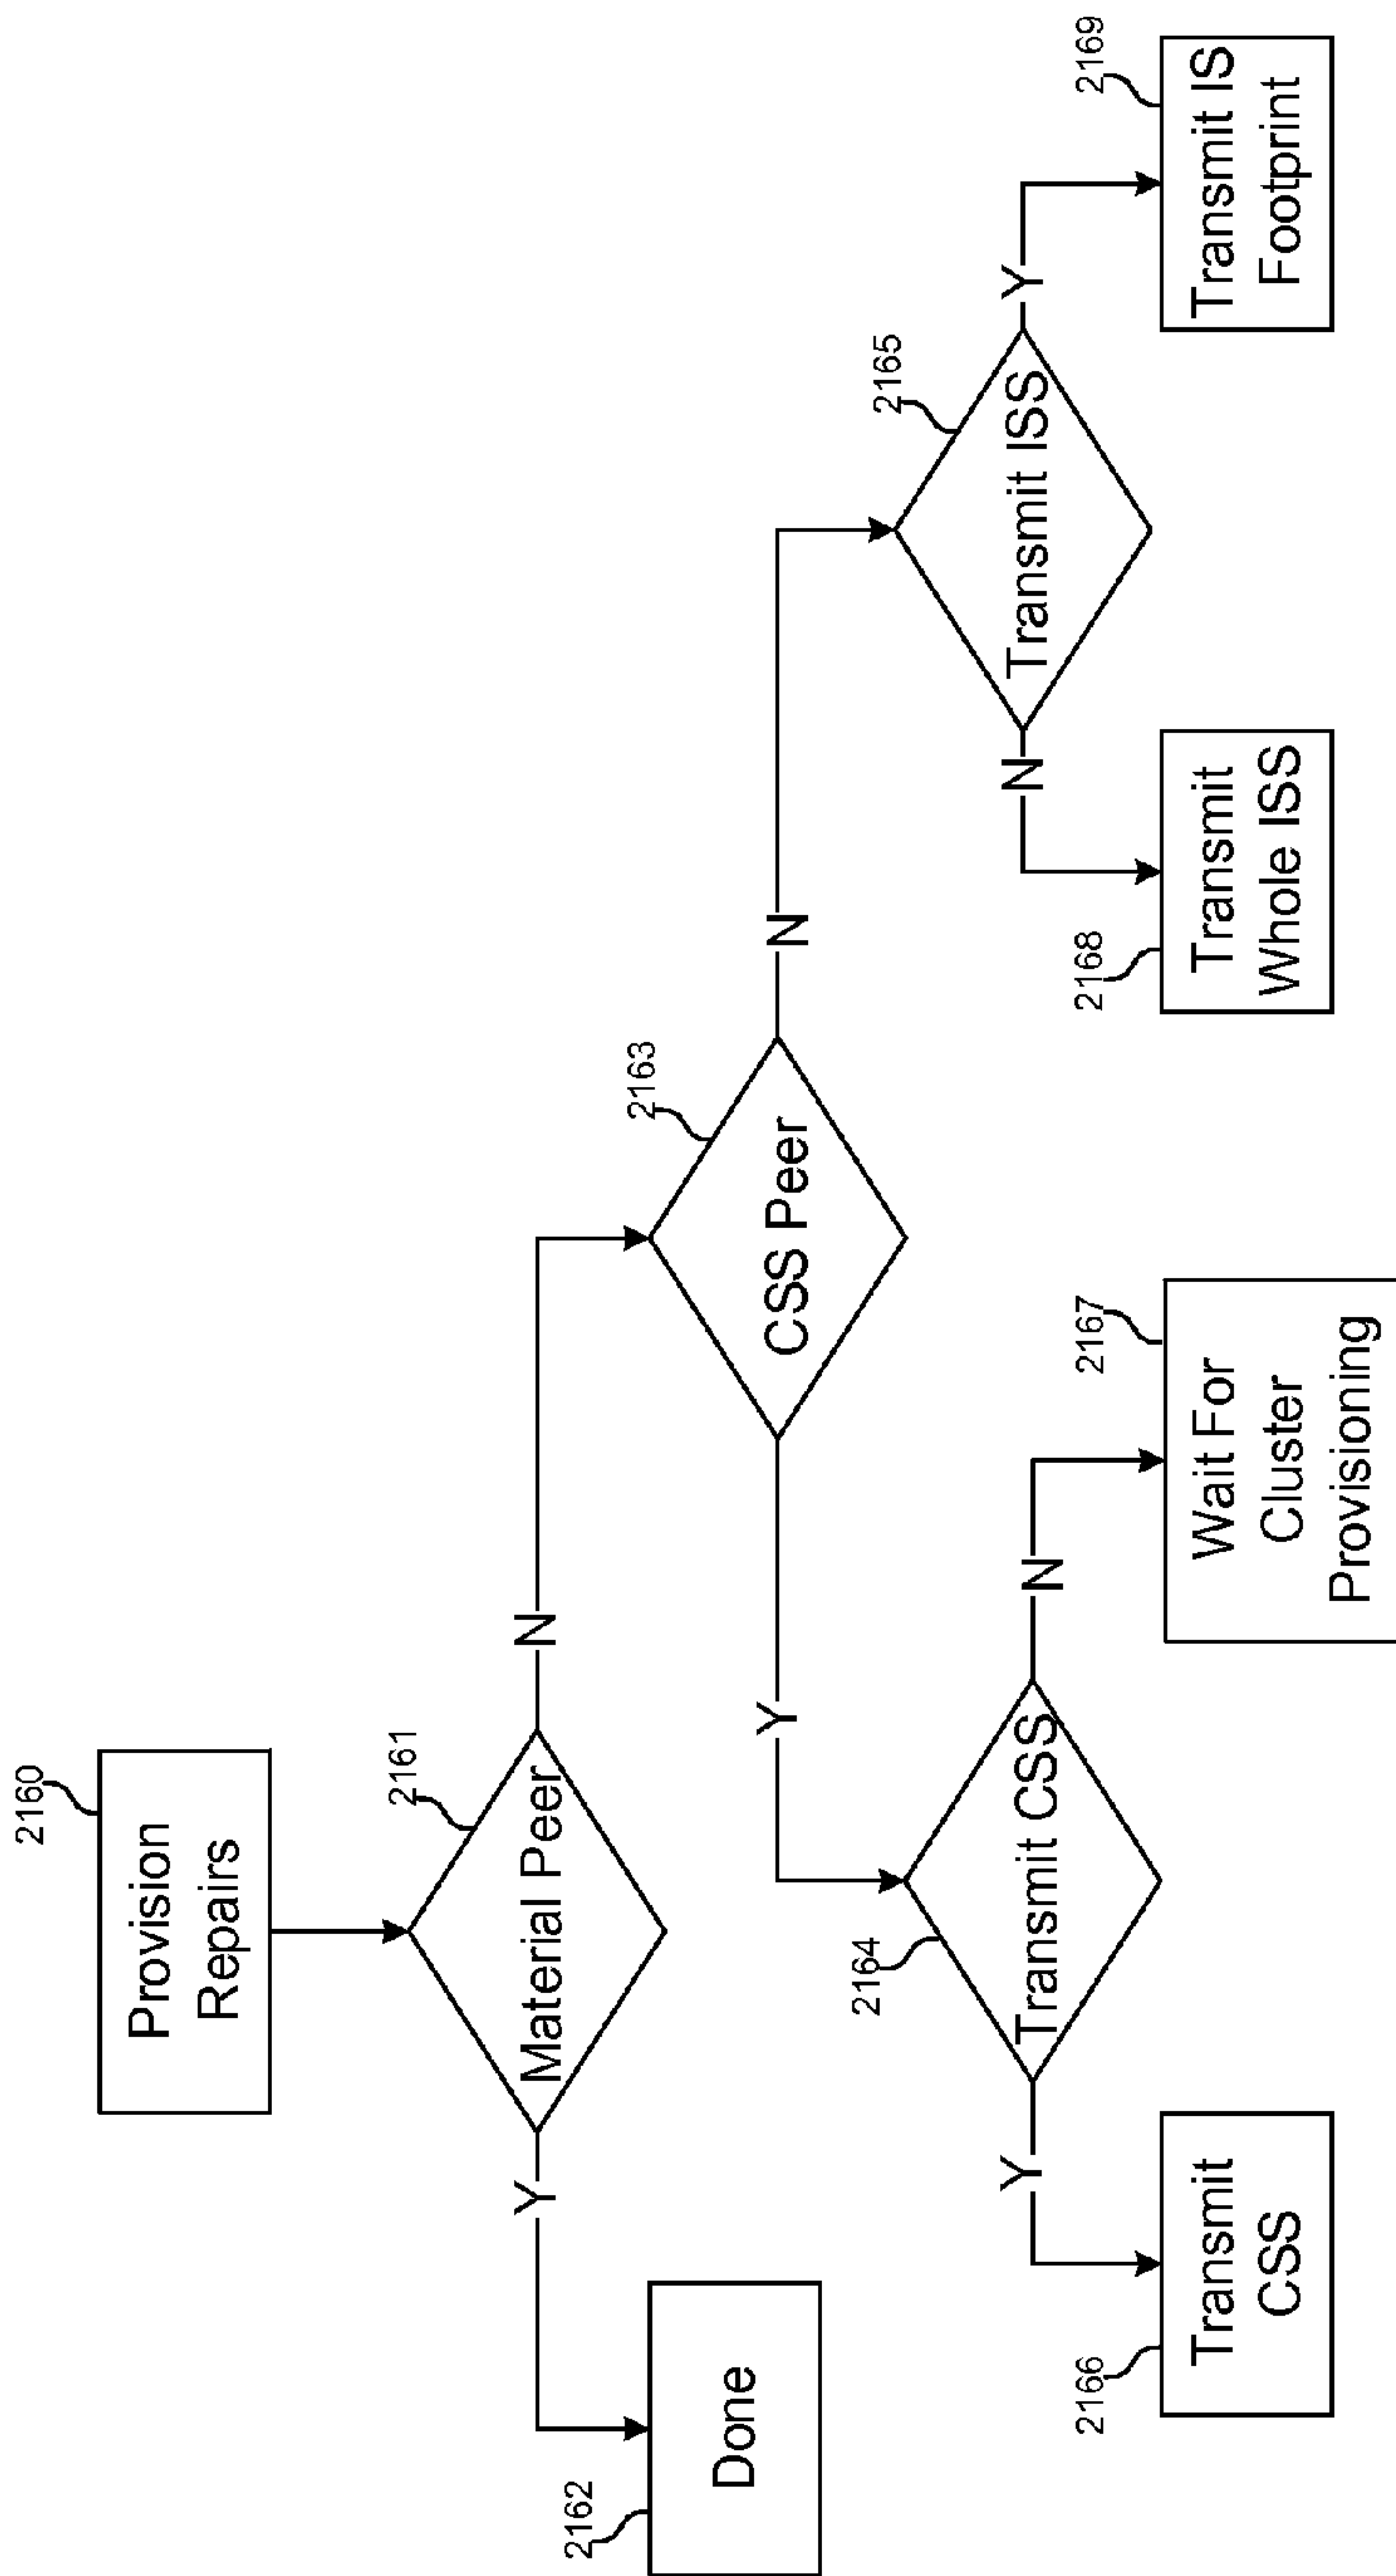 2160
Provision
Repairs
2161
Material Peer
Y
N
2162
Done
2163
CSS Peer
Y
N
2164
Transmit CSS
Y
N
2165
Transmit ISS
N
Y
2166
Transmit
CSS
2167
Wait For
Cluster
Provisioning
2168
Transmit
Whole ISS
2169
Transmit IS
Footprint